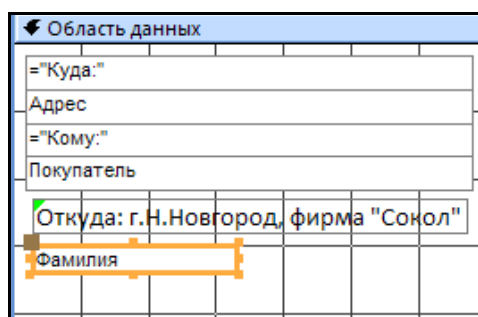 Область данных
="Куда:"
Адрес
="Кому:"
Покупатель
Откуда: г.Н.Новгород, фирма "Сокол"
Фамилия